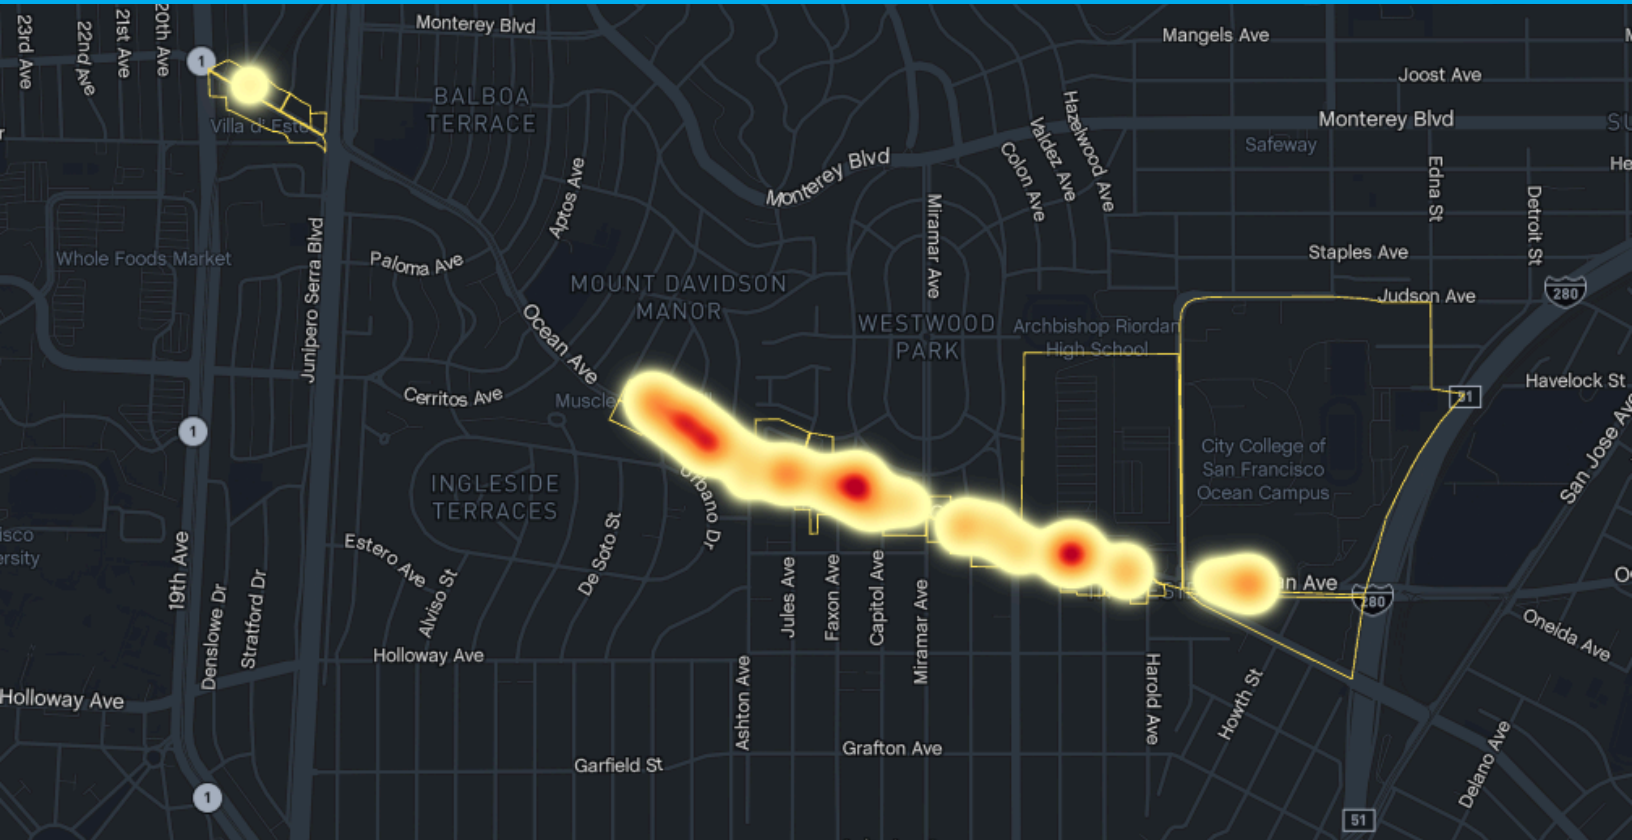 23rd Ave
22nd Ave
21st Ave
20th Ave
Monterey Blvd
Mangels Ave
Joost Ave
1
BALBOA
TERRACE
Villa d' Este
Monterey Blvd
Safeway
Hazelwood Ave
Valdez Ave
Colon Ave
Monterey Blvd
Edna St
Detroit St
Aptos Ave
Miramar Ave
Junipero Serra Blvd
Whole Foods Market
Paloma Ave
Staples Ave
MOUNT DAVIDSON
MANOR
280
Judson Ave
Ocean Ave
WESTWOOD
PARK
Archbishop Riordan
High School
Havelock St
Cerritos Ave
Muscle
51
San Jose Ave
1
City College of
San Francisco
Ocean Campus
INGLESIDE
TERRACES
Urbano Dr
De Soto St
Estero Ave
19th Ave
Jules Ave
Faxon Ave
Capitol Ave
Miramar Ave
an Ave
280
Denslowe Dr
Stratford Dr
Alviso St
Oneida Ave
Holloway Ave
Holloway Ave
Ashton Ave
Harold Ave
Howth St
Grafton Ave
Garfield St
Delano Ave
1
51